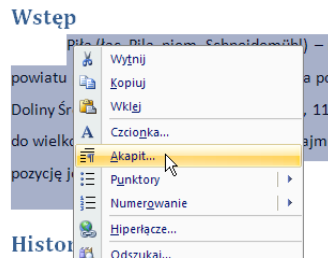 Wstęp
Piła (łac. Pila, niem. Schneidemühl) –
powiatu
Doliny Śr , 11
do wielko
pozycję
Wytnij
Kopiuj
Wklej
Czcionka...
Akapit...
Punktory
Numerowanie
Hiperłącze...
Odszukaj...
Histor